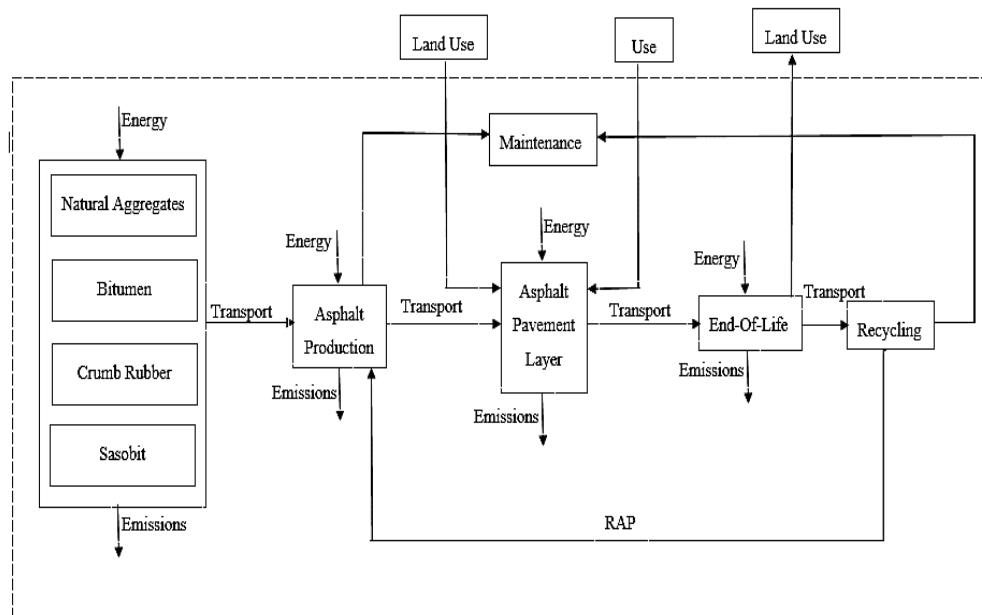 Land Use
Use
Land Use
Energy
Maintenance
Natural Aggregates
Bitumen
Crumb Rubber
Sasobit
Emissions
Transport
Energy
Asphalt
Production
Emissions
Transport
Energy
Asphalt
Pavement
Layer
Emissions
Transport
Energy
End-Of-Life
Emissions
Transport
Recycling
RAP